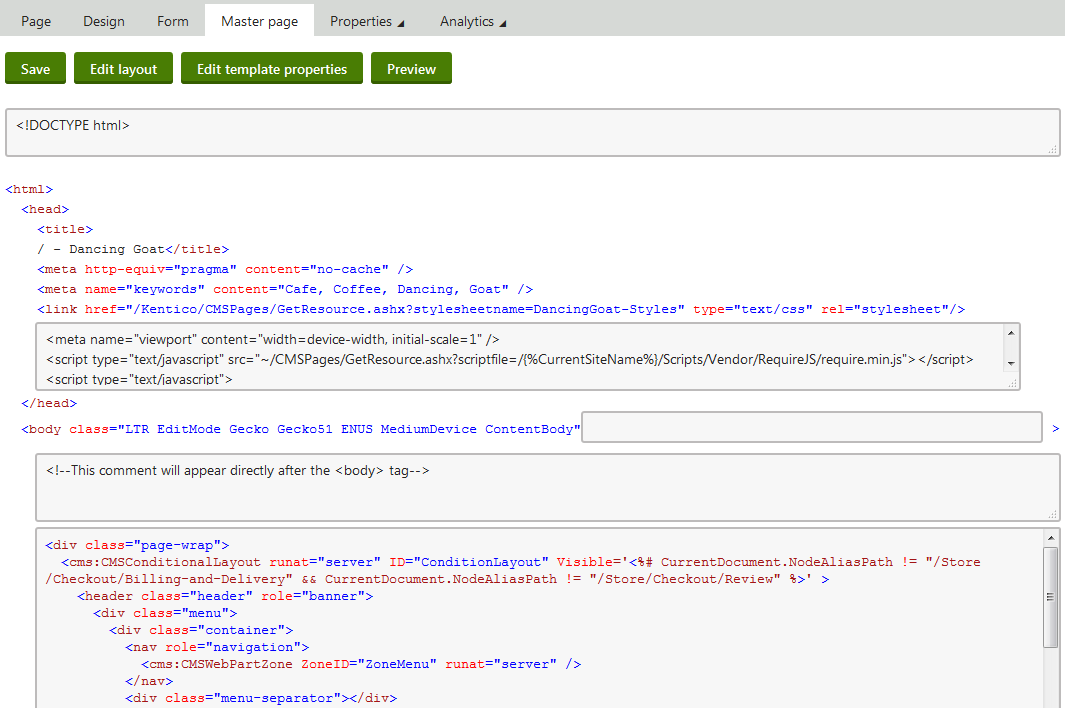 Page Design Form Master page Properties Analytics
Save Edit layout Edit template properties Preview
<!DOCTYPE html>
<html>
<head>
<title>
/ - Dancing Goat</title>
<meta http-equiv="pragma" content="no-cache" />
<meta name="keywords" content="Cafe, Coffee, Dancing, Goat" />
<link href="/Kentico/CMSPages/GetResource.ashx?stylesheetname=DancingGoat-Styles" type="text/css" rel="stylesheet"/>
<meta name="viewport" content="width=device-width, initial-scale=1" />
<script type="text/javascript" src="~/CMSPages/GetResource.ashx?scriptfile=/{%CurrentSiteName%}/Scripts/Vendor/RequireJS/require.min.js"></script>
<script type="text/javascript">
</head>
<body class="LTR EditMode Gecko Gecko51 ENUS MediumDevice ContentBody" >
<!--This comment will appear directly after the <body> tag-->
<div class="page-wrap">
<cms:CMSConditionalLayout runat="server" ID="ConditionLayout" Visible='<%# CurrentDocument.NodeAliasPath != "/Store
/Checkout/Billing-and-Delivery" && CurrentDocument.NodeAliasPath != "/Store/Checkout/Review" %>' >
<header class="header" role="banner">
<div class="menu">
<div class="container">
<nav role="navigation">
<cms:CMSWebPartZone ZoneID="ZoneMenu" runat="server" />
</nav>
<div class="menu-separator"></div>